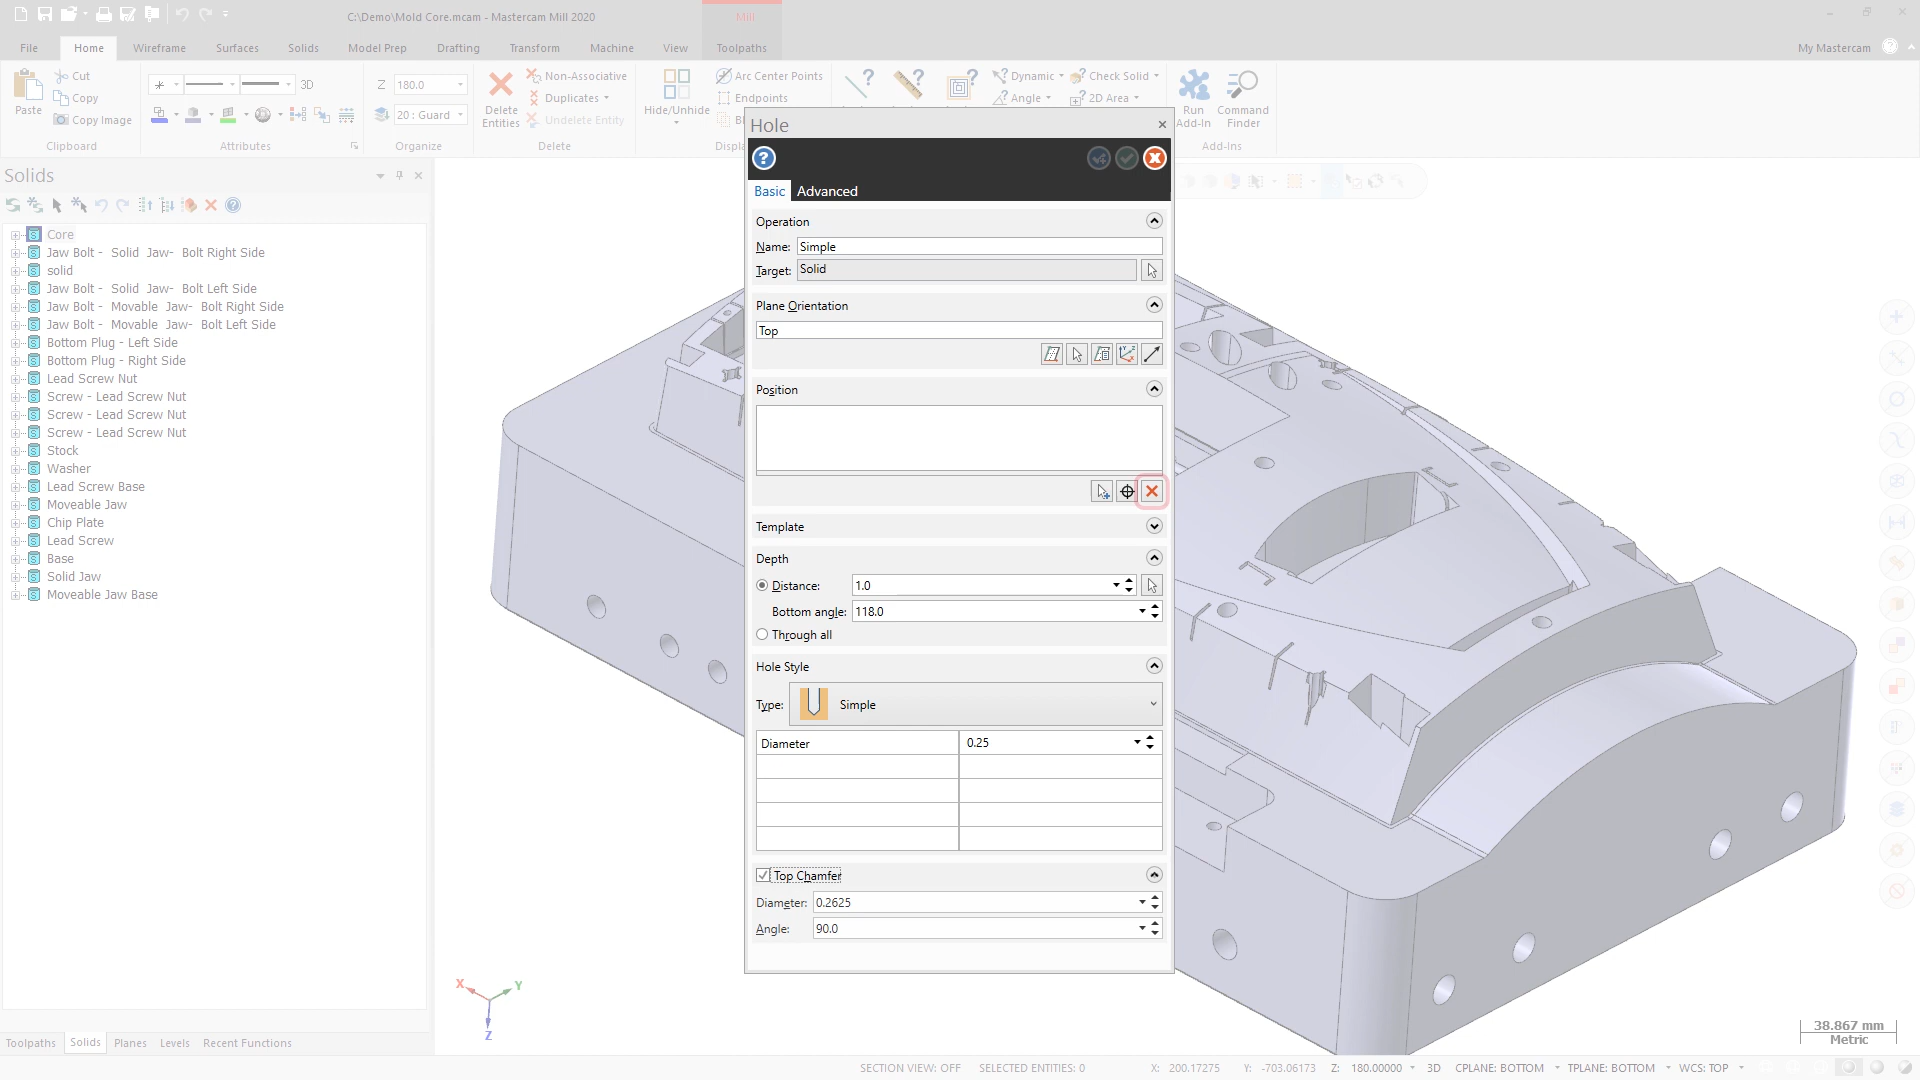 C:\Demo\Mold Core.mcam - Mastercam Mill 2020
Mill
File
Home
Wireframe
Surfaces
Solids
Model Prep
Drafting
Transform
Machine
View
Toolpaths
My Mastercam
Paste
Cut
Copy
Copy Image
Clipboard
3D
Attributes
Z 180.0
20 : Guard
Organize
Delete Entities
Non-Associative
Duplicates
Undelete Entity
Delete
Hide/Unhide
Arc Center Points
Endpoints
Dynamic
Angle
Check Solid
2D Area
Run Add-In
Command Finder
Add-Ins
Solids
Core
Jaw Bolt - Solid Jaw- Bolt Right Side
solid
Jaw Bolt - Solid Jaw- Bolt Left Side
Jaw Bolt - Movable Jaw- Bolt Right Side
Jaw Bolt - Movable Jaw- Bolt Left Side
Bottom Plug - Left Side
Bottom Plug - Right Side
Lead Screw Nut
Screw - Lead Screw Nut
Screw - Lead Screw Nut
Screw - Lead Screw Nut
Stock
Washer
Lead Screw Base
Moveable Jaw
Chip Plate
Lead Screw
Base
Solid Jaw
Moveable Jaw Base
Toolpaths
Solids
Planes
Levels
Recent Functions
Hole
Basic
Advanced
Operation
Name: Simple
Target: Solid
Plane Orientation
Top
Position
Template
Depth
Distance: 1.0
Bottom angle: 118.0
Through all
Hole Style
Type: Simple
Diameter 0.25
Top Chamfer
Diameter: 0.2625
Angle: 90.0
X
Y
Z
38.867 mm
Metric
SECTION VIEW: OFF
SELECTED ENTITIES: 0
X: 200.17275
Y: -703.06173
Z: 180.00000
3D
CPLANE: BOTTOM
TPLANE: BOTTOM
WCS: TOP